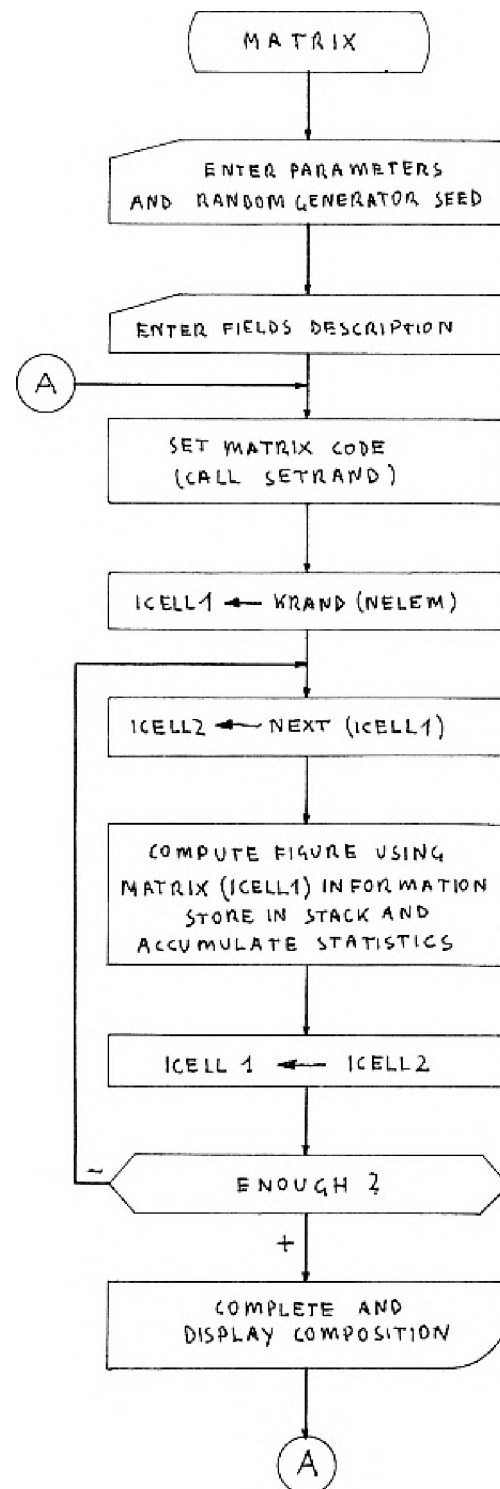 MATRIX
ENTER PARAMETERS
AND RANDOM GENERATOR SEED
ENTER FIELDS DESCRIPTION
A
SET MATRIX CODE
(CALL SETRAND)
ICELL1 ← KRAND (NELEM)
ICELL2 ← NEXT (ICELL1)
COMPUTE FIGURE USING
MATRIX (ICELL1) INFORMATION
STORE IN STACK AND
ACCUMULATE STATISTICS
ICELL 1 ← ICELL2
ENOUGH ?
-
+
COMPLETE AND
DISPLAY COMPOSITION
A